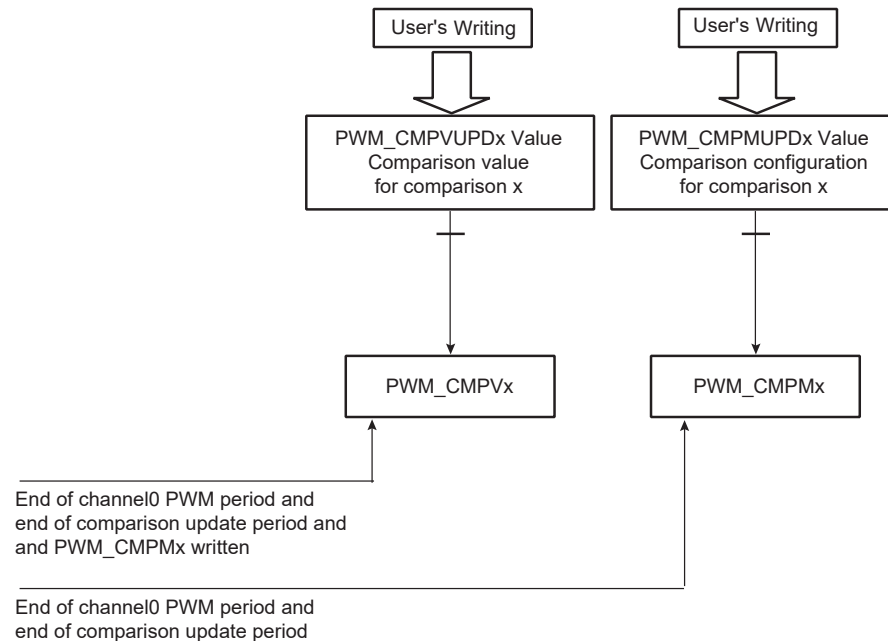 User's Writing
User's Writing
PWM_CMPVUPDx Value
Comparison value
for comparison x
PWM_CMPMUPDx Value
Comparison configuration
for comparison x
PWM_CMPVx
PWM_CMPMx
End of channel0 PWM period and
end of comparison update period and
and PWM_CMPMx written
End of channel0 PWM period and
end of comparison update period